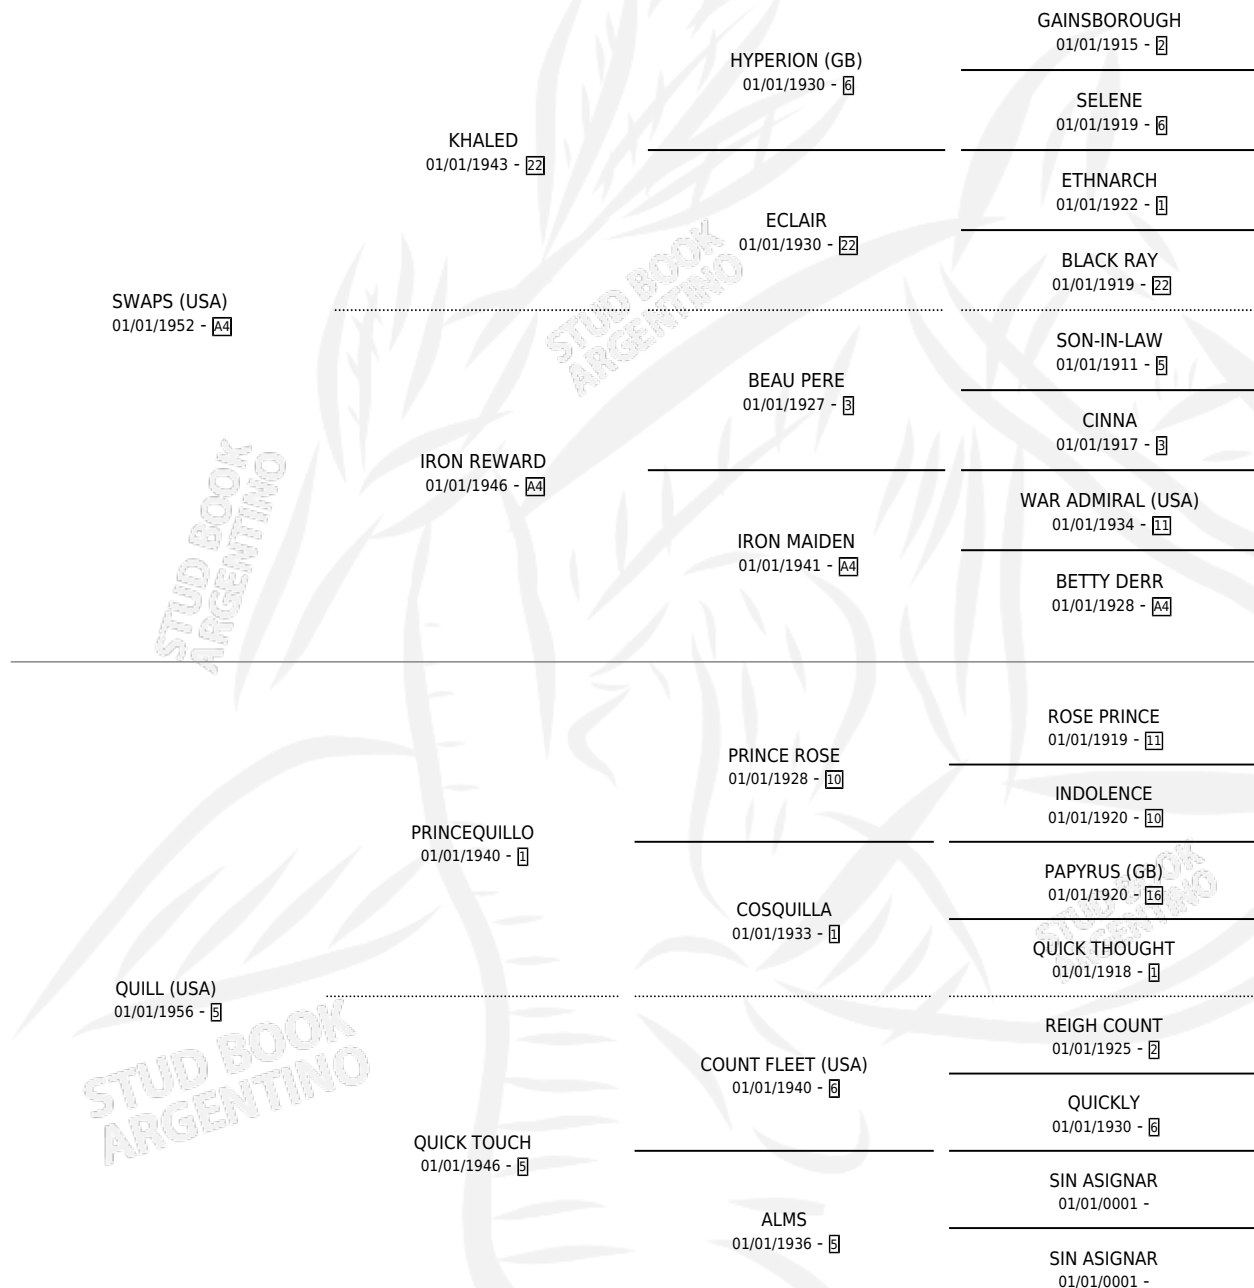 GAINSBOROUGH
01/01/1915 - 2
HYPERION (GB)
01/01/1930 - 6
SELENE
01/01/1919 - 6
KHALED
01/01/1943 - 22
ETHNARCH
01/01/1922 - 1
ECLAIR
01/01/1930 - 22
BLACK RAY
01/01/1919 - 22
SWAPS (USA)
01/01/1952 - A4
STUD BOOK
ARGENTINO
SON-IN-LAW
01/01/1911 - 5
BEAU PERE
01/01/1927 - 3
CINNA
01/01/1917 - 3
IRON REWARD
01/01/1946 - A4
WAR ADMIRAL (USA)
01/01/1934 - 11
IRON MAIDEN
01/01/1941 - A4
BETTY DERR
01/01/1928 - A4
STUD BOOK
ARGENTINO
ROSE PRINCE
01/01/1919 - 11
PRINCE ROSE
01/01/1928 - 10
INDOLENCE
01/01/1920 - 10
PRINCEQUILLO
01/01/1940 - 1
PAPYRUS (GB)
01/01/1920 - 16
COSQUILLA
01/01/1933 - 1
STUD BOOK
ARGENTINO
QUICK THOUGHT
01/01/1918 - 1
QUILL (USA)
01/01/1956 - 5
REIGH COUNT
01/01/1925 - 2
COUNT FLEET (USA)
01/01/1940 - 6
QUICKLY
01/01/1930 - 6
STUD BOOK
ARGENTINO
QUICK TOUCH
01/01/1946 - 5
SIN ASIGNAR
01/01/0001 -
ALMS
01/01/1936 - 5
SIN ASIGNAR
01/01/0001 -